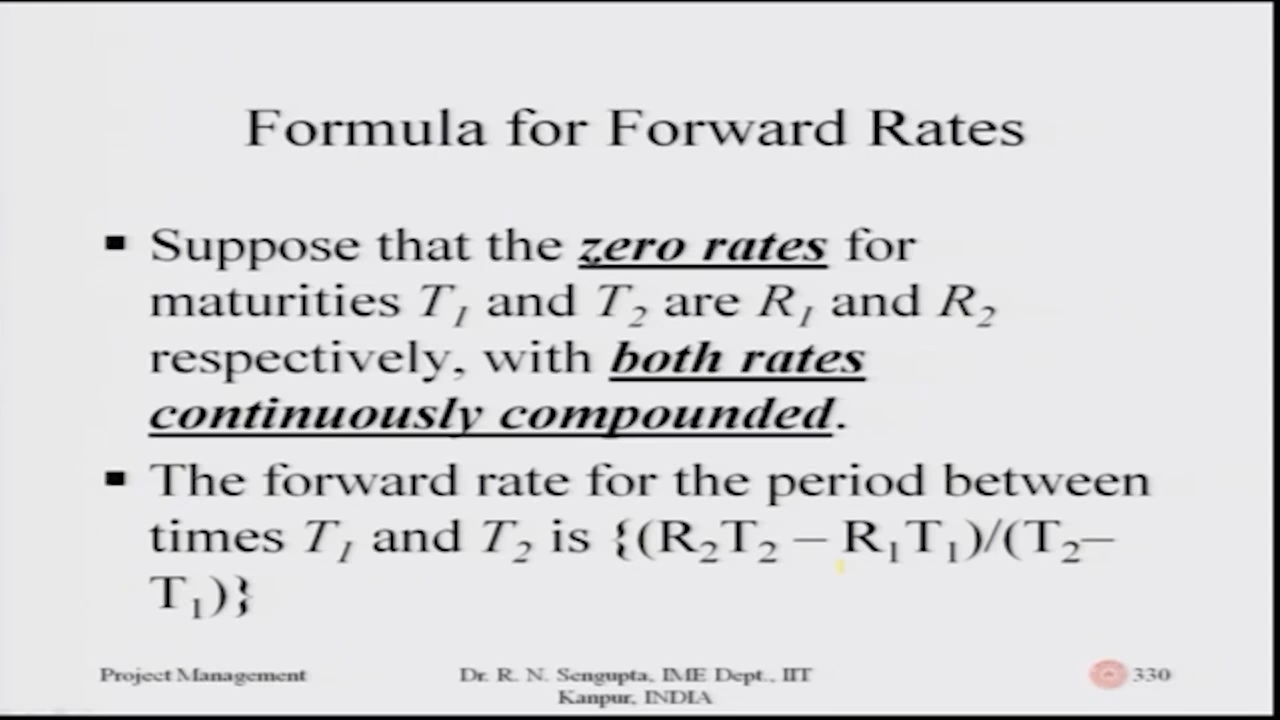 Formula for Forward Rates
▪ Suppose that the zero rates for
maturities T₁ and T₂ are R₁ and R₂
respectively, with both rates
continuously compounded.
▪ The forward rate for the period between
times T₁ and T₂ is {(R₂T₂ – R₁T₁)/(T₂–
T₁)}
Project Management
Dr. R. N. Sengupta, IME Dept., IIT
Kanpur, INDIA
330